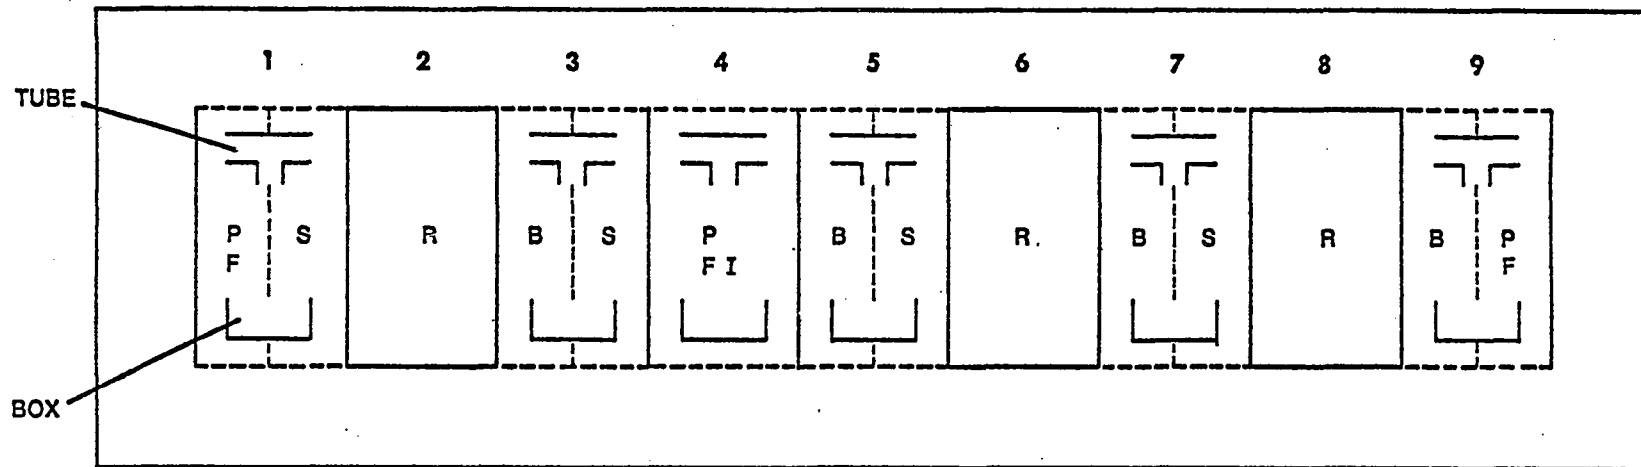 1 2 3 4 5 6 7 8 9
TUBE
P S R B S P B S R. B S R B P
F F I F
BOX